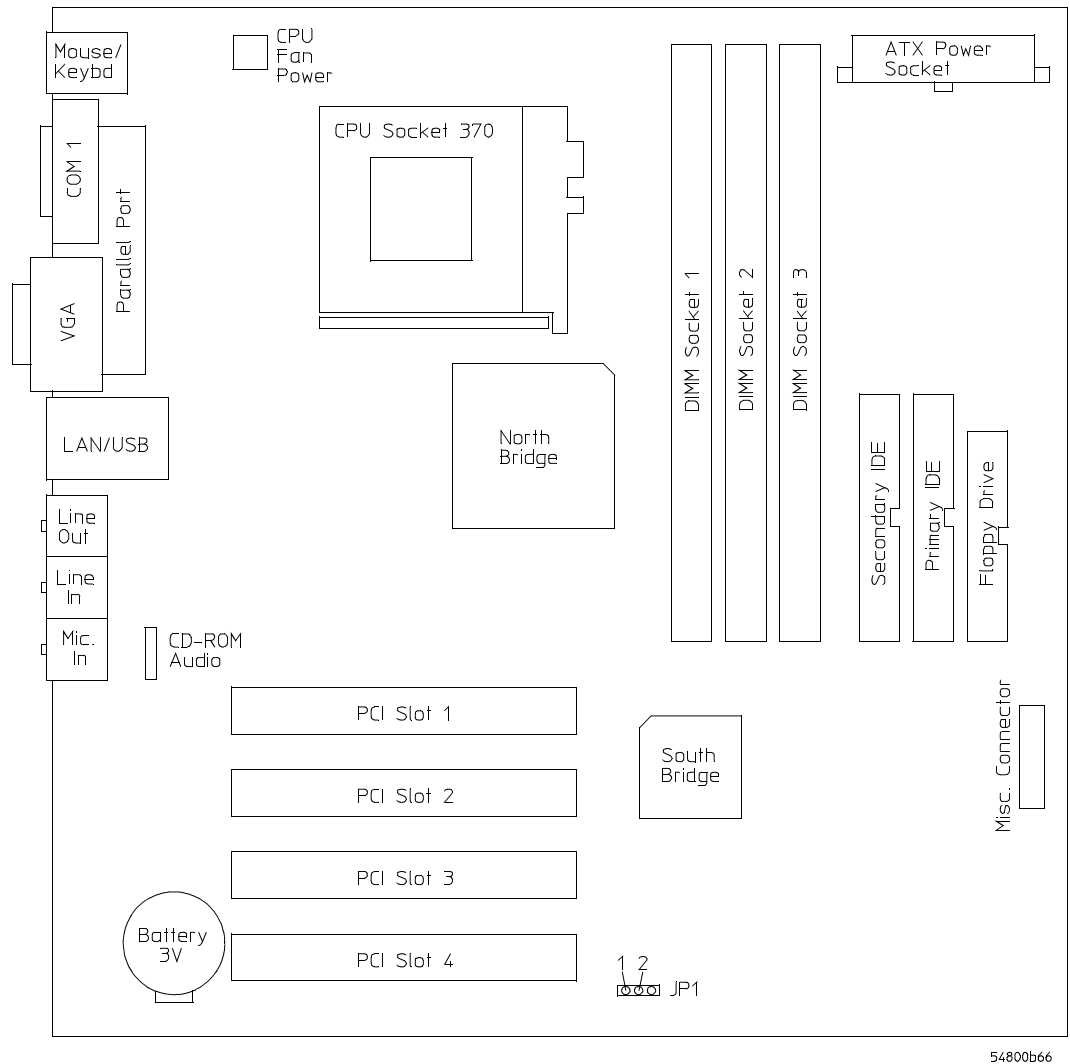 Mouse/
Keybd
CPU
Fan
Power
ATX Power
Socket
COM 1
Parallel Port
CPU Socket 370
VGA
DIMM Socket 1
DIMM Socket 2
DIMM Socket 3
LAN/USB
North
Bridge
Secondary IDE
Primary IDE
Floppy Drive
Line
Out
Line
In
Mic.
In
CD-ROM
Audio
PCI Slot 1
South
Bridge
Misc. Connector
PCI Slot 2
PCI Slot 3
Battery
3V
PCI Slot 4
1 2
JP1
54800b66